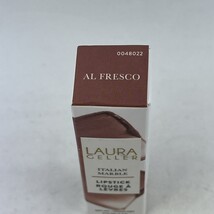 0048022
AL FRESCO
LAURA
GELLER
ITALIAN
MARBLE
LIPSTICK
ROUGE À
LÈVRES